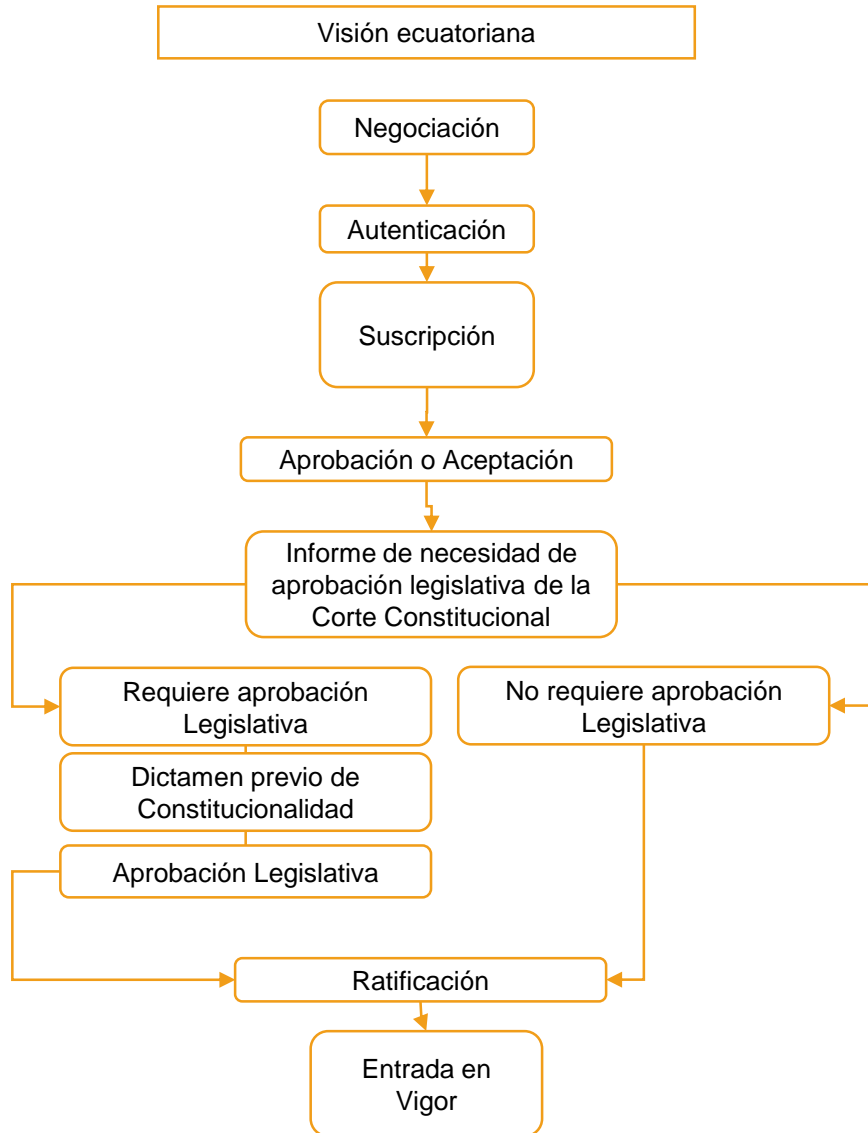 Visión ecuatoriana
Negociación
Autenticación
Suscripción
Aprobación o Aceptación
Informe de necesidad de
aprobación legislativa de la
Corte Constitucional
Requiere aprobación
Legislativa
No requiere aprobación
Legislativa
Dictamen previo de
Constitucionalidad
Aprobación Legislativa
Ratificación
Entrada en
Vigor